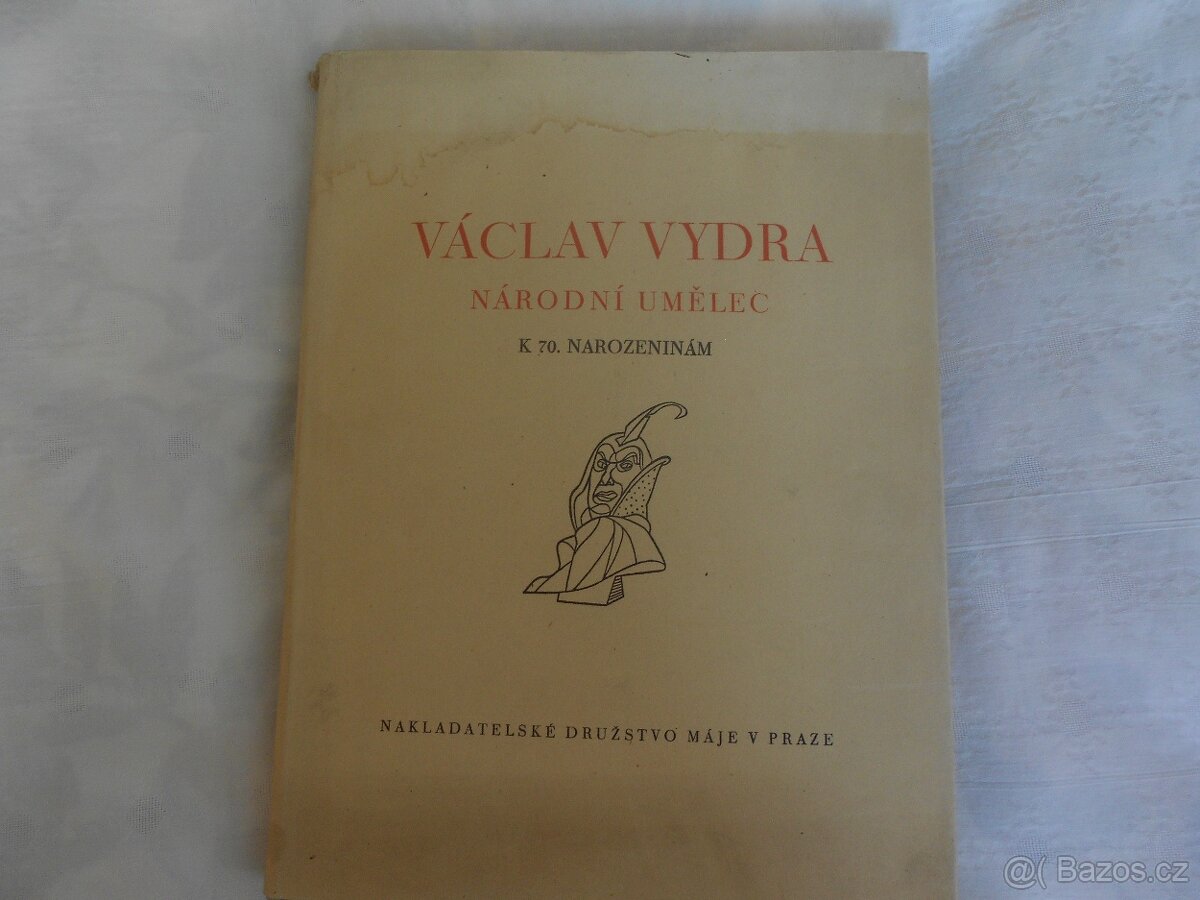 VÁCLAV VYDRA
NÁRODNÍ UMĚLEC
K 70. NAROZENINÁM
NAKLADATELSKÉ DRUŽSTVO MÁJE V PRAZE
@( Bazos.cz